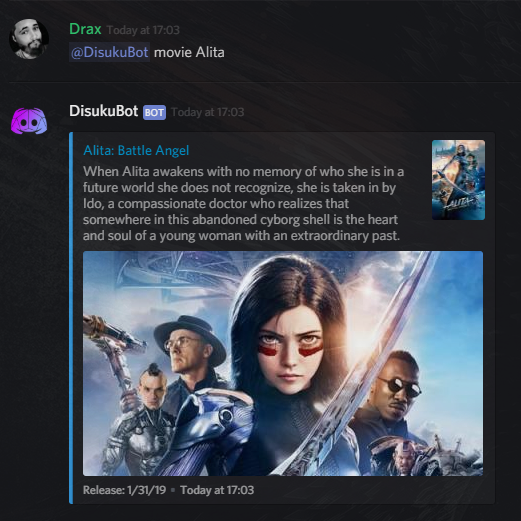 Drax Today at 17:03
@DisukuBot movie Alita
DisukuBot BOT Today at 17:03
Alita: Battle Angel
When Alita awakens with no memory of who she is in a
future world she does not recognize, she is taken in by
Ido, a compassionate doctor who realizes that
somewhere in this abandoned cyborg shell is the heart
and soul of a young woman with an extraordinary past.
ALITA
Release: 1/31/19 • Today at 17:03